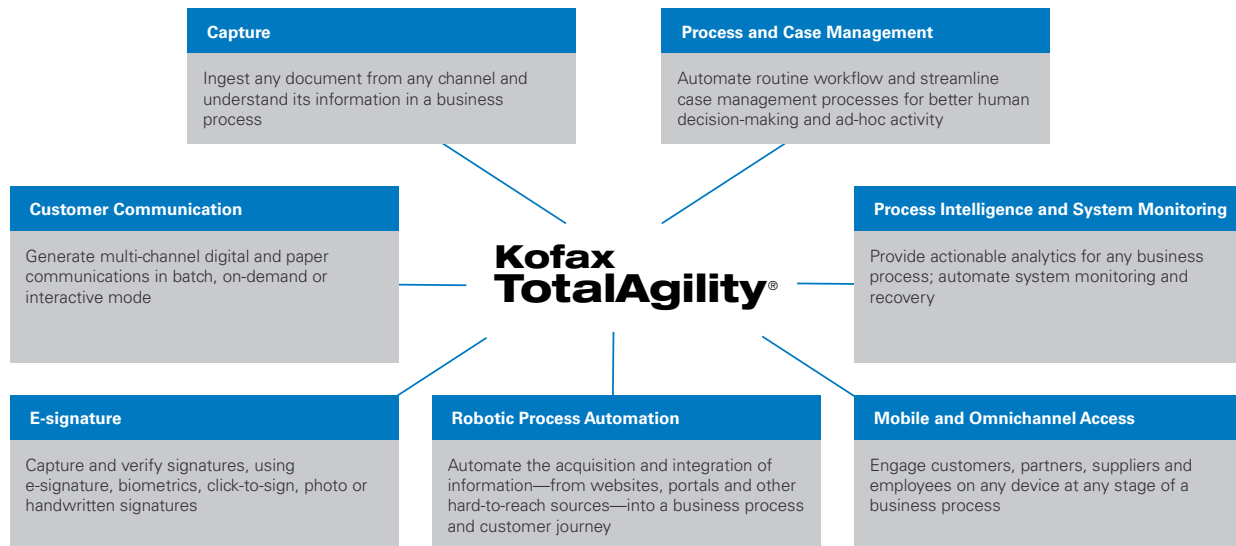 Capture
Ingest any document from any channel and
understand its information in a business
process
Process and Case Management
Automate routine workflow and streamline
case management processes for better human
decision-making and ad-hoc activity
Customer Communication
Generate multi-channel digital and paper
communications in batch, on-demand or
interactive mode
Kofax
TotalAgility®
Process Intelligence and System Monitoring
Provide actionable analytics for any business
process; automate system monitoring and
recovery
E-signature
Capture and verify signatures, using
e-signature, biometrics, click-to-sign, photo or
handwritten signatures
Robotic Process Automation
Automate the acquisition and integration of
information—from websites, portals and other
hard-to-reach sources—into a business process
and customer journey
Mobile and Omnichannel Access
Engage customers, partners, suppliers and
employees on any device at any stage of a
business process